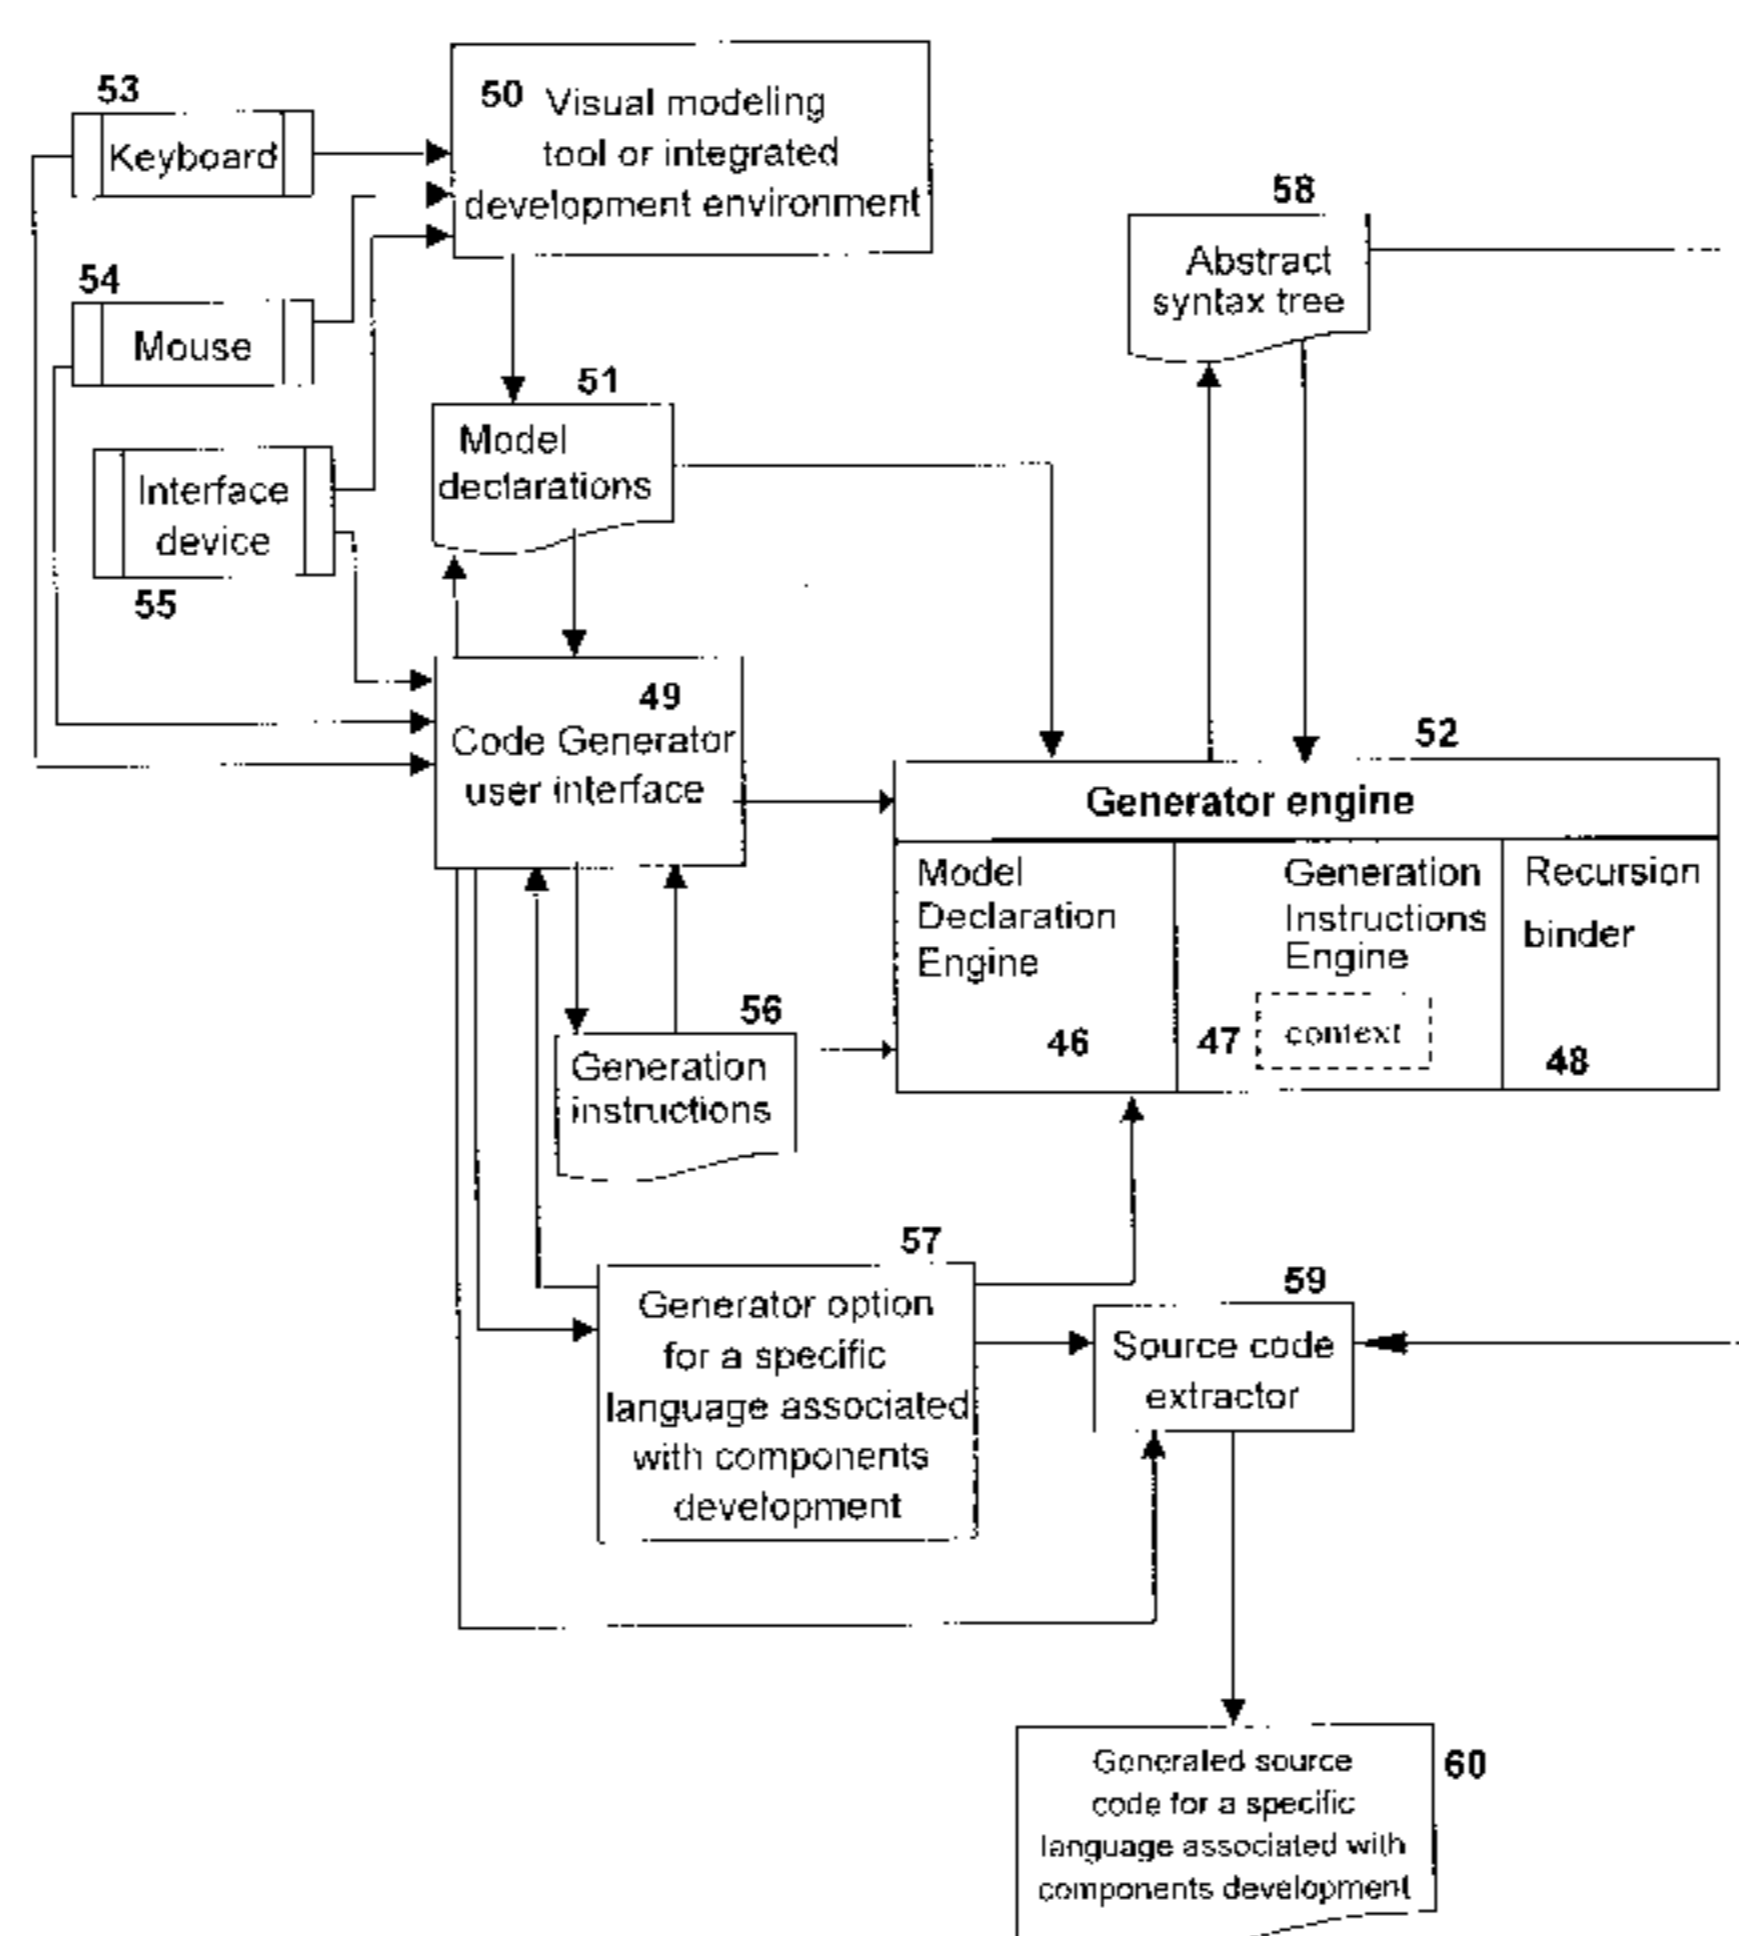 53
Keyboard
50 Visual modeling
tool or integrated
development environment
54
Mouse
58
Abstract
syntax tree
51
Model
declarations
Interface
device
55
49
Code Generator
user interface
52
Generator engine
Model
Declaration
Engine
46
Generation
Instructions
Engine
47
context
Recursion
binder
48
56
Generation
instructions
57
Generator option
for a specific
language associated
with components
development
59
Source code
extractor
60
Generaled source
code for a specific
language associated with
components development